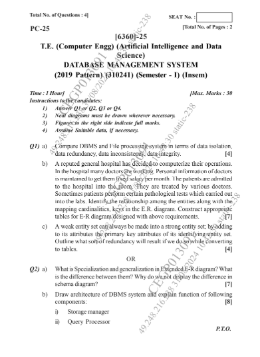 Total No. of Questions : 4]
SEAT No. :
PC-25
[Total No. of Pages : 2
[6360]-25
T.E. (Computer Engg) (Artificial Intelligence and Data
Science)
DATABASE MANAGEMENT SYSTEM
(2019 Pattern) (310241) (Semester - I) (Insem)
Time : 1 Hour]
[Max. Marks : 30
Instructions to the candidates:
1) Answer Q1 or Q2, Q3 or Q4.
2) Neat diagrams must be drawn wherever necessary.
3) Figures to the right side indicate full marks.
4) Assume Suitable data, if necessary.
Q1) a) Compare DBMS and File processing system in terms of data isolation,
data redundancy, data inconsistency, data integrity. [4]
b) A reputed general hospital has decided to computerize their operations.
In the hospital many doctors are working. Personal information of doctors
is maintained to get them paid salary per month. The patients are admitted
to the hospital into the room. They are treated by various doctors.
Sometimes patients perform certain pathological tests which carried out
into the labs. Identify the relationship among the entities along with the
mapping cardinalities, keys in the E.R. diagram. Construct appropriate
tables for E-R diagram designed with above requirements. [7]
c) A weak entity set can always be made into a strong entity set; by adding
to its attributes the primary key attributes of its identifying entity set.
Outline what sort of redundancy will result if we do so while converting
to tables. [4]
OR
Q2) a) What is Specialization and generalization in Extended E-R diagram? What
is the difference between them? Why do we not display the difference in
schema diagram? [7]
b) Draw architecture of DBMS system and explain function of following
components: [8]
i) Storage manager
ii) Query Processor
P.T.O.